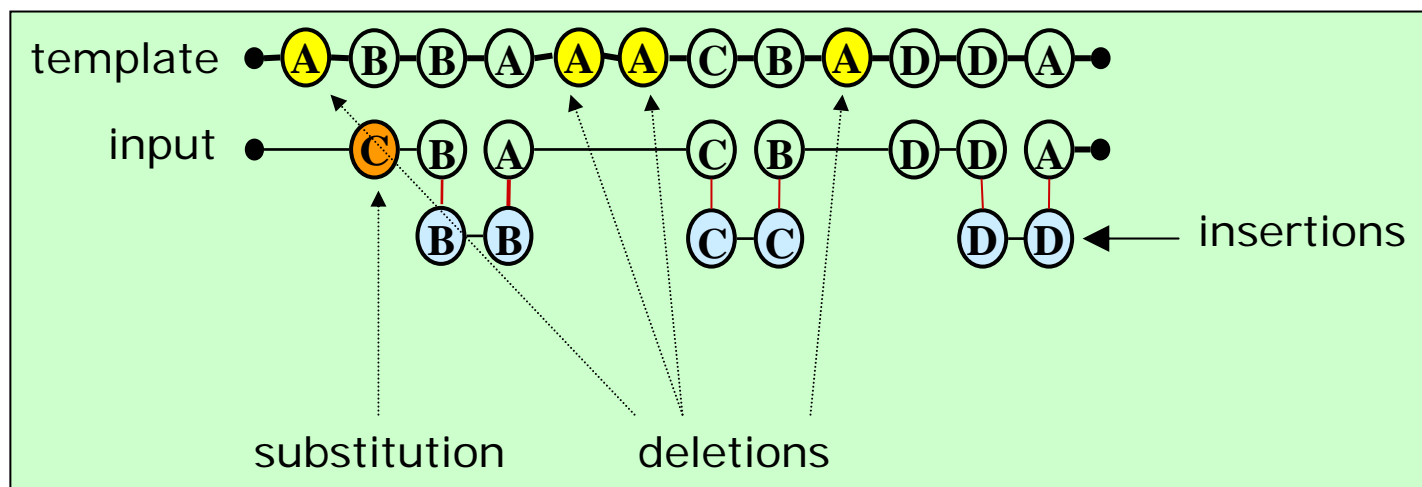 template A B B A A A C B A D D A
input C B A C B D D A
B B C C D D insertions
substitution deletions